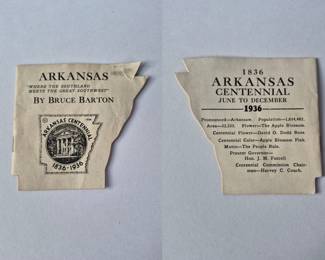 ARKANSAS
"WHERE THE SOUTHLAND
MEETS THE GREAT SOUTHWEST"
BY BRUCE BARTON
ARKANSAS CENTENNIAL
1836-1936
1836
ARKANSAS
CENTENNIAL
JUNE TO DECEMBER
1936
Pronounced—Arkansaw. Population—1,854,482.
Area—53,335. Flower—The Apple Blossom.
Centennial Flower—David O. Dodd Rose
Centennial Color—Apple Blossom Pink
Motto—The People Rule.
Present Governor—
Hon. J. M. Futrell
Centennial Commission Chair-
man—Harvey C. Couch.